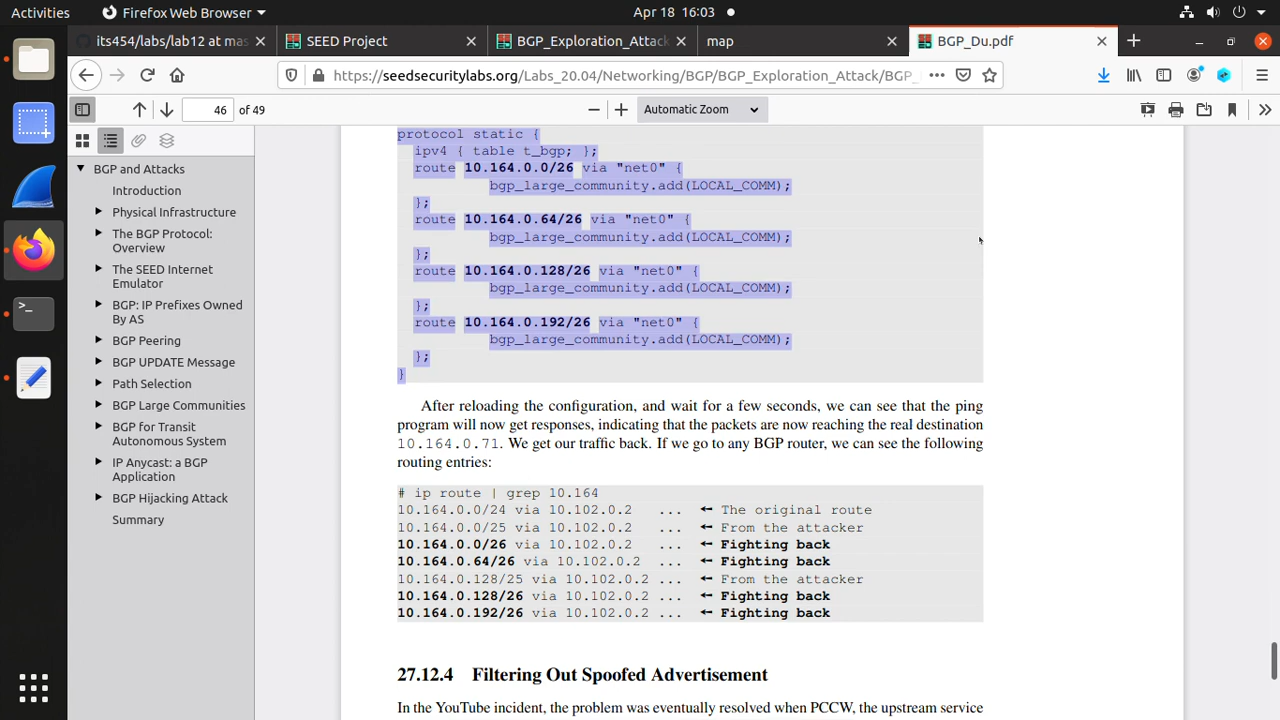 Activities
Firefox Web Browser
Apr 18 16:03
its454/labs/lab12 at mas
SEED Project
BGP_Exploration_Attack
map
BGP_Du.pdf
https://seedsecuritylabs.org/Labs_20.04/Networking/BGP/BGP_Exploration_Attack/BGP_
46 of 49
Automatic Zoom
BGP and Attacks
Introduction
Physical Infrastructure
The BGP Protocol:
Overview
The SEED Internet
Emulator
BGP: IP Prefixes Owned
By AS
BGP Peering
BGP UPDATE Message
Path Selection
BGP Large Communities
BGP for Transit
Autonomous System
IP Anycast: a BGP
Application
BGP Hijacking Attack
Summary
protocol static {
ipv4 { table t_bgp; };
route 10.164.0.0/26 via "net0" {
bgp_large_community.add(LOCAL_COMM);
};
route 10.164.0.64/26 via "net0" {
bgp_large_community.add(LOCAL_COMM);
};
route 10.164.0.128/26 via "net0" {
bgp_large_community.add(LOCAL_COMM);
};
route 10.164.0.192/26 via "net0" {
bgp_large_community.add(LOCAL_COMM);
};
}
After reloading the configuration, and wait for a few seconds, we can see that the ping
program will now get responses, indicating that the packets are now reaching the real destination
10.164.0.71. We get our traffic back. If we go to any BGP router, we can see the following
routing entries:
# ip route | grep 10.164
10.164.0.0/24 via 10.102.0.2 ... ← The original route
10.164.0.0/25 via 10.102.0.2 ... ← From the attacker
10.164.0.0/26 via 10.102.0.2 ... ← Fighting back
10.164.0.64/26 via 10.102.0.2 ... ← Fighting back
10.164.0.128/25 via 10.102.0.2 ... ← From the attacker
10.164.0.128/26 via 10.102.0.2 ... ← Fighting back
10.164.0.192/26 via 10.102.0.2 ... ← Fighting back
27.12.4 Filtering Out Spoofed Advertisement
In the YouTube incident, the problem was eventually resolved when PCCW, the upstream service